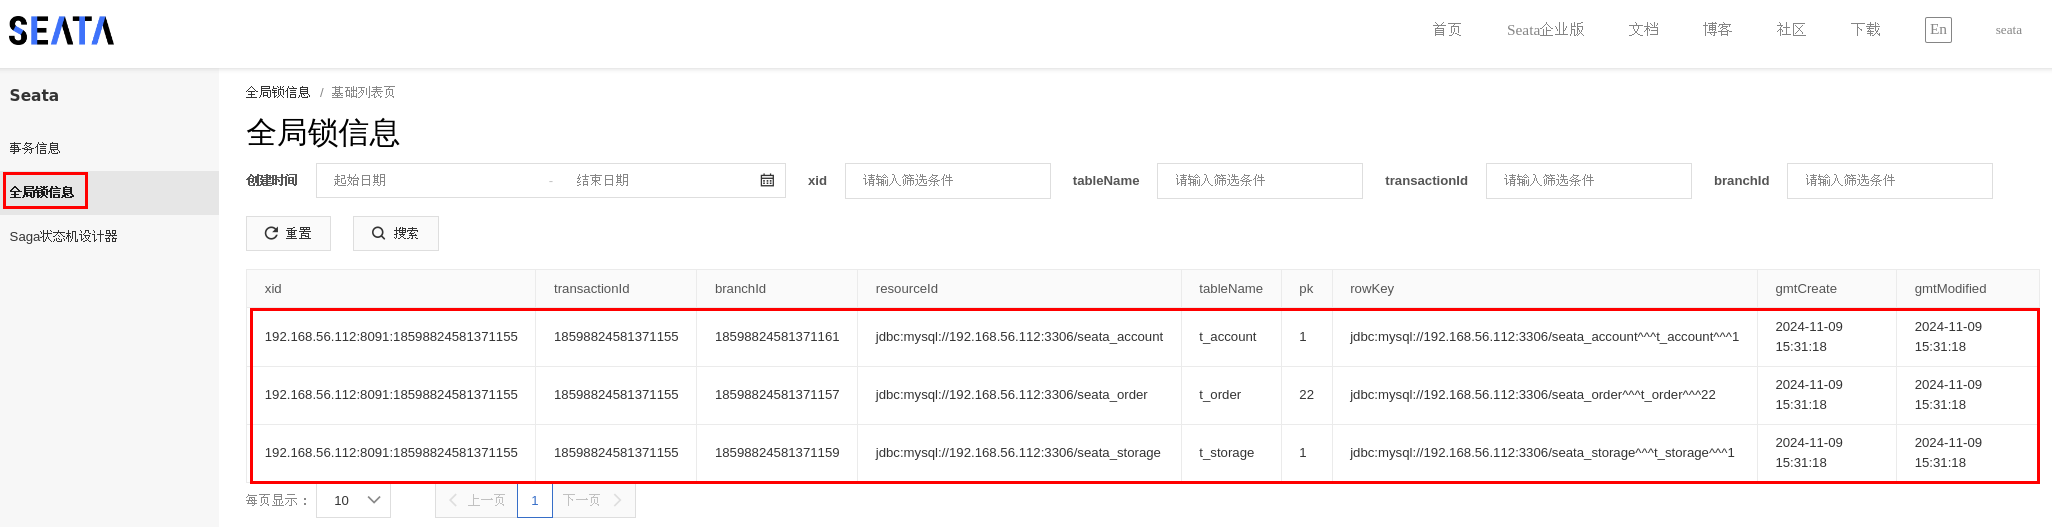 SEATA 首页 Seata企业版 文档 博客 社区 下载 En seata
Seata
事务信息
全局锁信息
Saga状态机设计器
全局锁信息 / 基础列表页
全局锁信息
创建时间 起始日期 - 结束日期 xid 请输入筛选条件 tableName 请输入筛选条件 transactionId 请输入筛选条件 branchId 请输入筛选条件
重置 搜索
xid transactionId branchId resourceId tableName pk rowKey gmtCreate gmtModified
192.168.56.112:8091:18598824581371155 18598824581371155 18598824581371161 jdbc:mysql://192.168.56.112:3306/seata_account t_account 1 jdbc:mysql://192.168.56.112:3306/seata_account^^^t_account^^^1 2024-11-09 15:31:18 2024-11-09 15:31:18
192.168.56.112:8091:18598824581371155 18598824581371155 18598824581371157 jdbc:mysql://192.168.56.112:3306/seata_order t_order 22 jdbc:mysql://192.168.56.112:3306/seata_order^^^t_order^^^22 2024-11-09 15:31:18 2024-11-09 15:31:18
192.168.56.112:8091:18598824581371155 18598824581371155 18598824581371159 jdbc:mysql://192.168.56.112:3306/seata_storage t_storage 1 jdbc:mysql://192.168.56.112:3306/seata_storage^^^t_storage^^^1 2024-11-09 15:31:18 2024-11-09 15:31:18
每页显示： 10 上一页 1 下一页